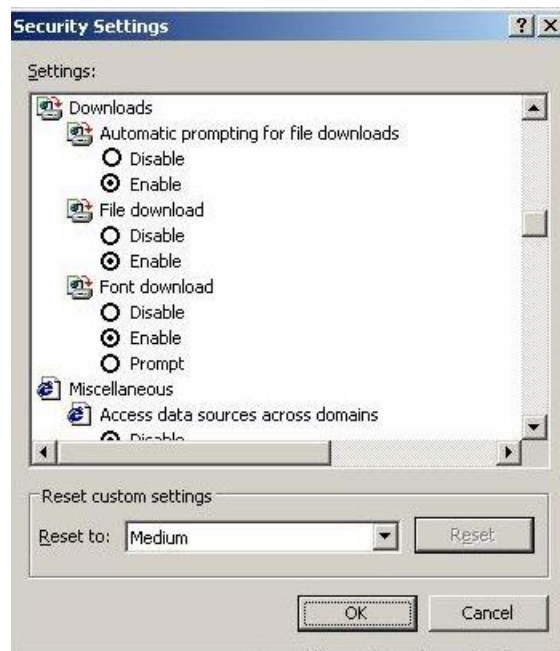 Security Settings
Settings:
Downloads
Automatic prompting for file downloads
Disable
Enable
File download
Disable
Enable
Font download
Disable
Enable
Prompt
Miscellaneous
Access data sources across domains
Disable
Reset custom settings
Reset to: Medium Reset
OK Cancel